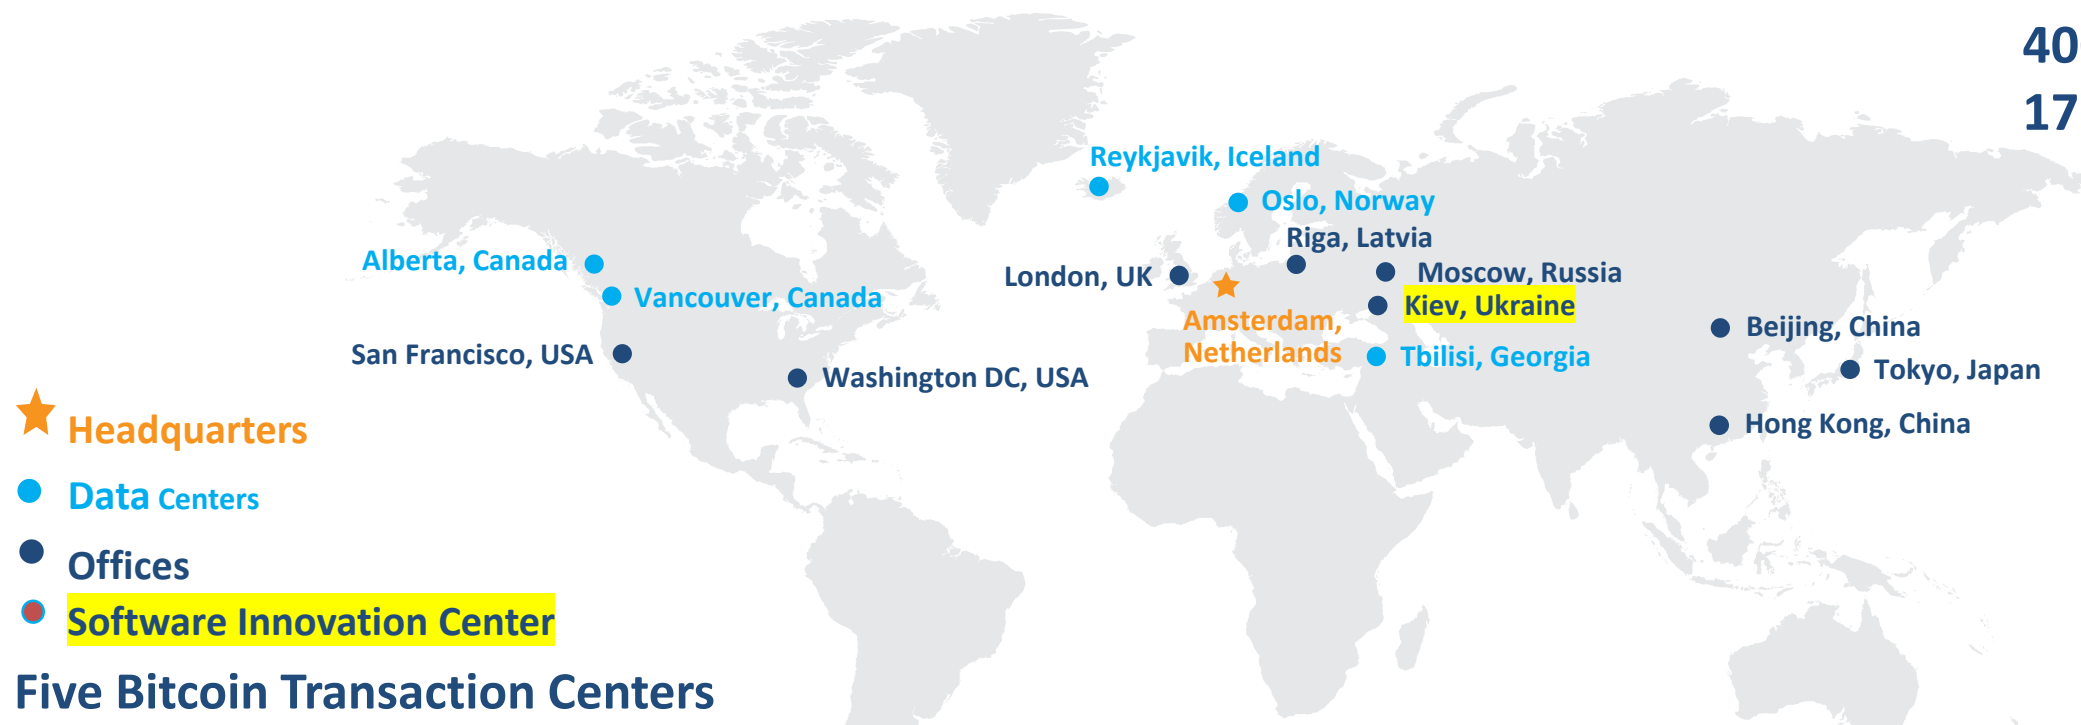 40
17
Reykjavik, Iceland
Oslo, Norway
Riga, Latvia
Alberta, Canada
London, UK
Moscow, Russia
Vancouver, Canada
Kiev, Ukraine
Amsterdam,
Netherlands
Beijing, China
San Francisco, USA
Tbilisi, Georgia
Washington DC, USA
Tokyo, Japan
Hong Kong, China
Headquarters
Data Centers
Offices
Software Innovation Center
Five Bitcoin Transaction Centers